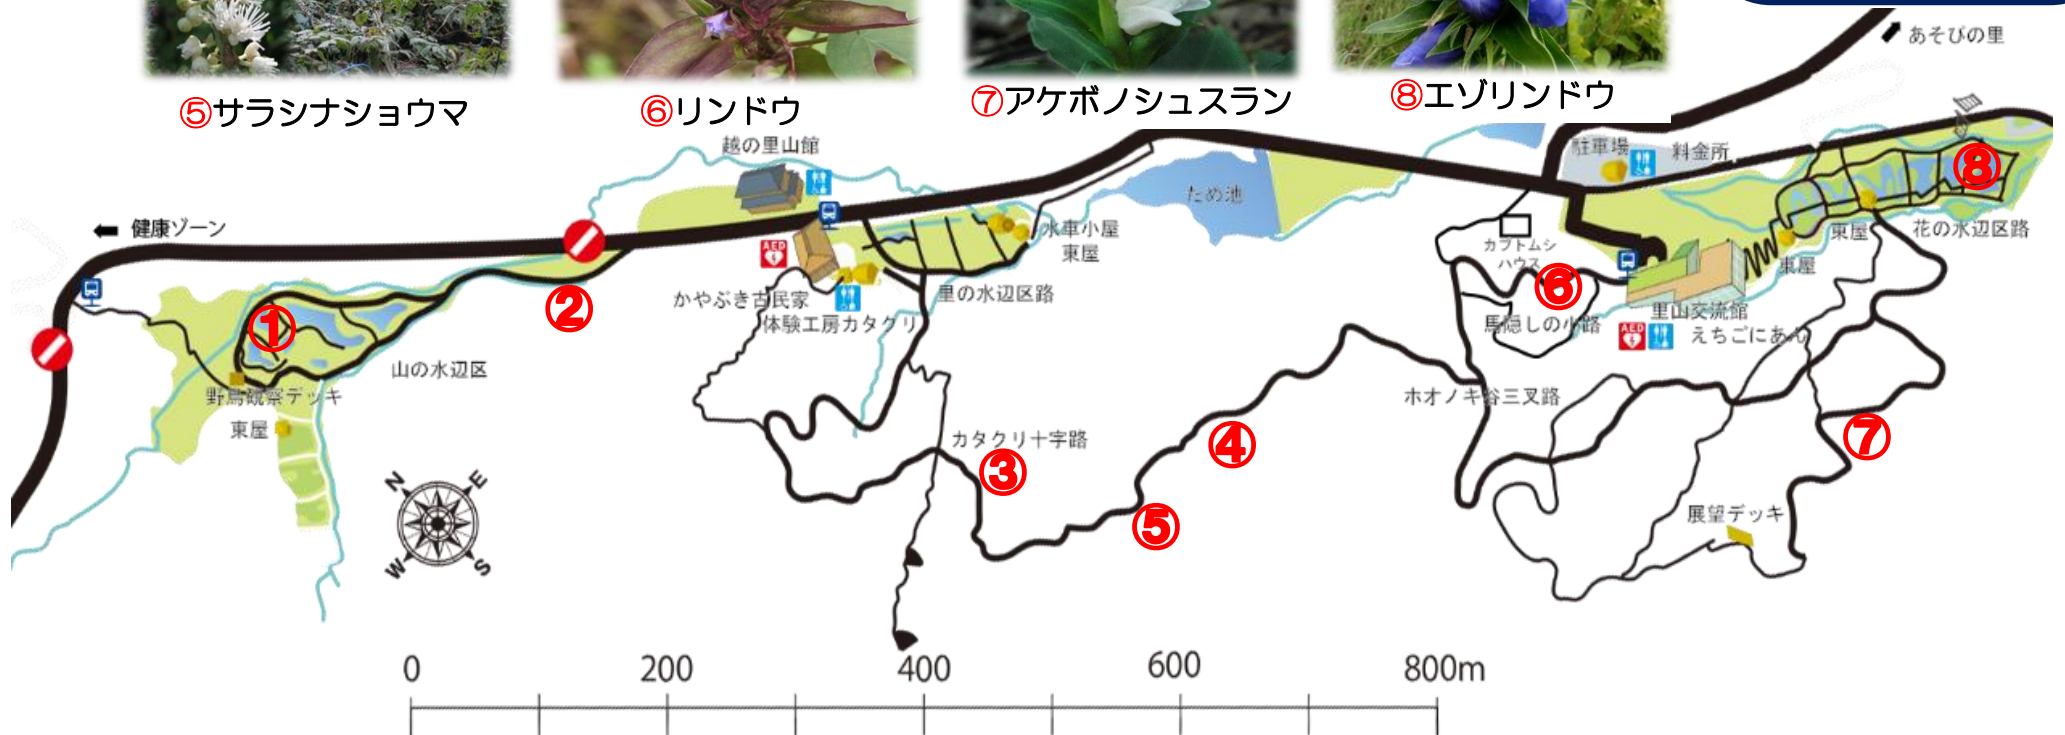 ⑤サラシナショウマ
⑥リンドウ
⑦アケボノシュスラン
⑧エゾリンドウ
あそびの里
越の里山館
駐車場
料金所
ため池
健康ゾーン
水車小屋
東屋
カブトムシ
ハウス
東屋
花の水辺区路
東屋
AED
かやぶき古民家
里の水辺区路
体験工房カタクリ
⑥
⑧
①
②
馬隠しの小路
里山交流館
えちごにあん
AED
山の水辺区
野鳥観察デッキ
東屋
ホオノキ谷三叉路
カタクリ十字路
③
④
⑤
⑦
展望デッキ
N
E
W
S
0 200 400 600 800m